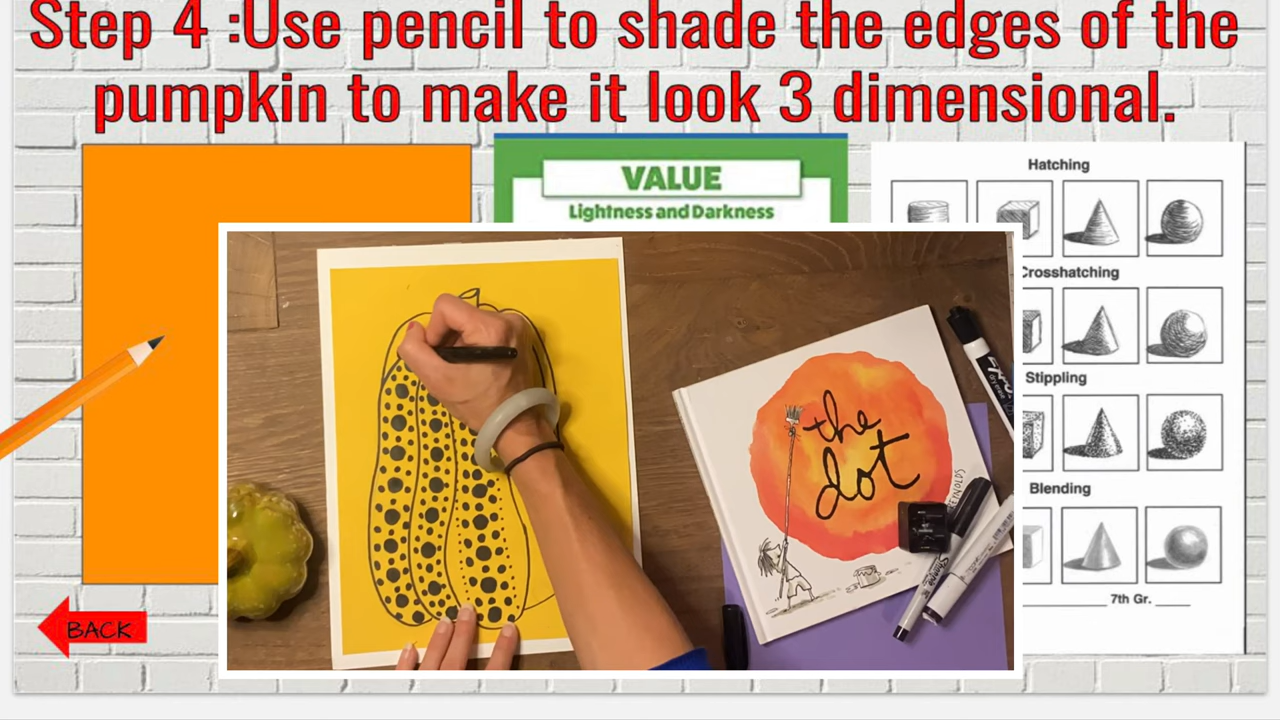 Step 4 :Use pencil to shade the edges of the
pumpkin to make it look 3 dimensional.
VALUE
Lightness and Darkness
Hatching
Crosshatching
Stippling
Blending
7th Gr.
the
dot
REYNOLDS
BACK